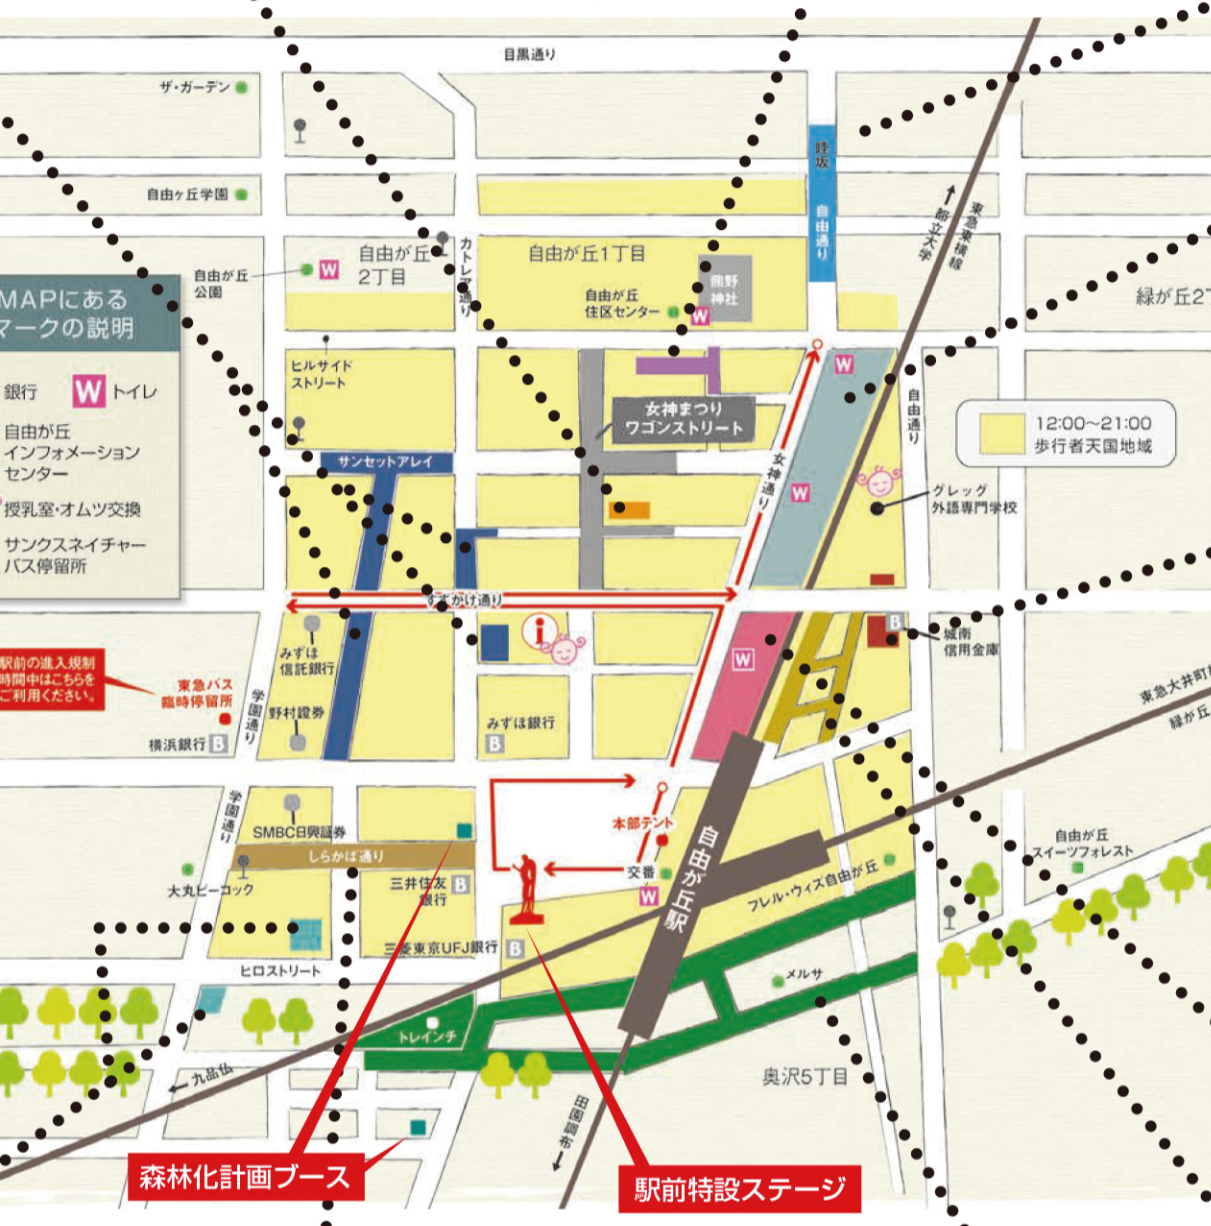 目黒通り
ザ・ガーデン
自由ヶ丘学園
自由が丘
公園
自由が丘
2丁目
カトレア通り
自由が丘1丁目
自由が丘
住区センター
熊野
神社
睦坂
自由通り
都立大学
東急東横線
緑が丘2丁
MAPにある
マークの説明
銀行
W トイレ
自由が丘
インフォメーション
センター
授乳室・オムツ交換
サンクスネイチャー
バス停留所
W
W
W
W
W
W
ヒルサイド
ストリート
女神まつり
ワゴンストリート
女神通り
自由通り
12:00〜21:00
歩行者天国地域
サンセットアレイ
グレッグ
外語専門学校
すずかけ通り
i
みずほ
信託銀行
B
城南
信用金庫
駅前の進入規制
時間中はこちらを
ご利用ください。
東急バス
臨時停留所
学園通り
野村證券
横浜銀行 B
みずほ銀行
B
東急大井町
緑が丘
学園通り
SMBC日興証券
しらかば通り
本部テント
自由が丘駅
交番
三井住友
銀行
B
大丸ピーコック
フレル・ウィズ自由が丘
自由が丘
スイーツフォレスト
三菱東京UFJ銀行 B
ヒロストリート
メルサ
トレインチ
九品仏
奥沢5丁目
田園調布
森林化計画ブース
駅前特設ステージ